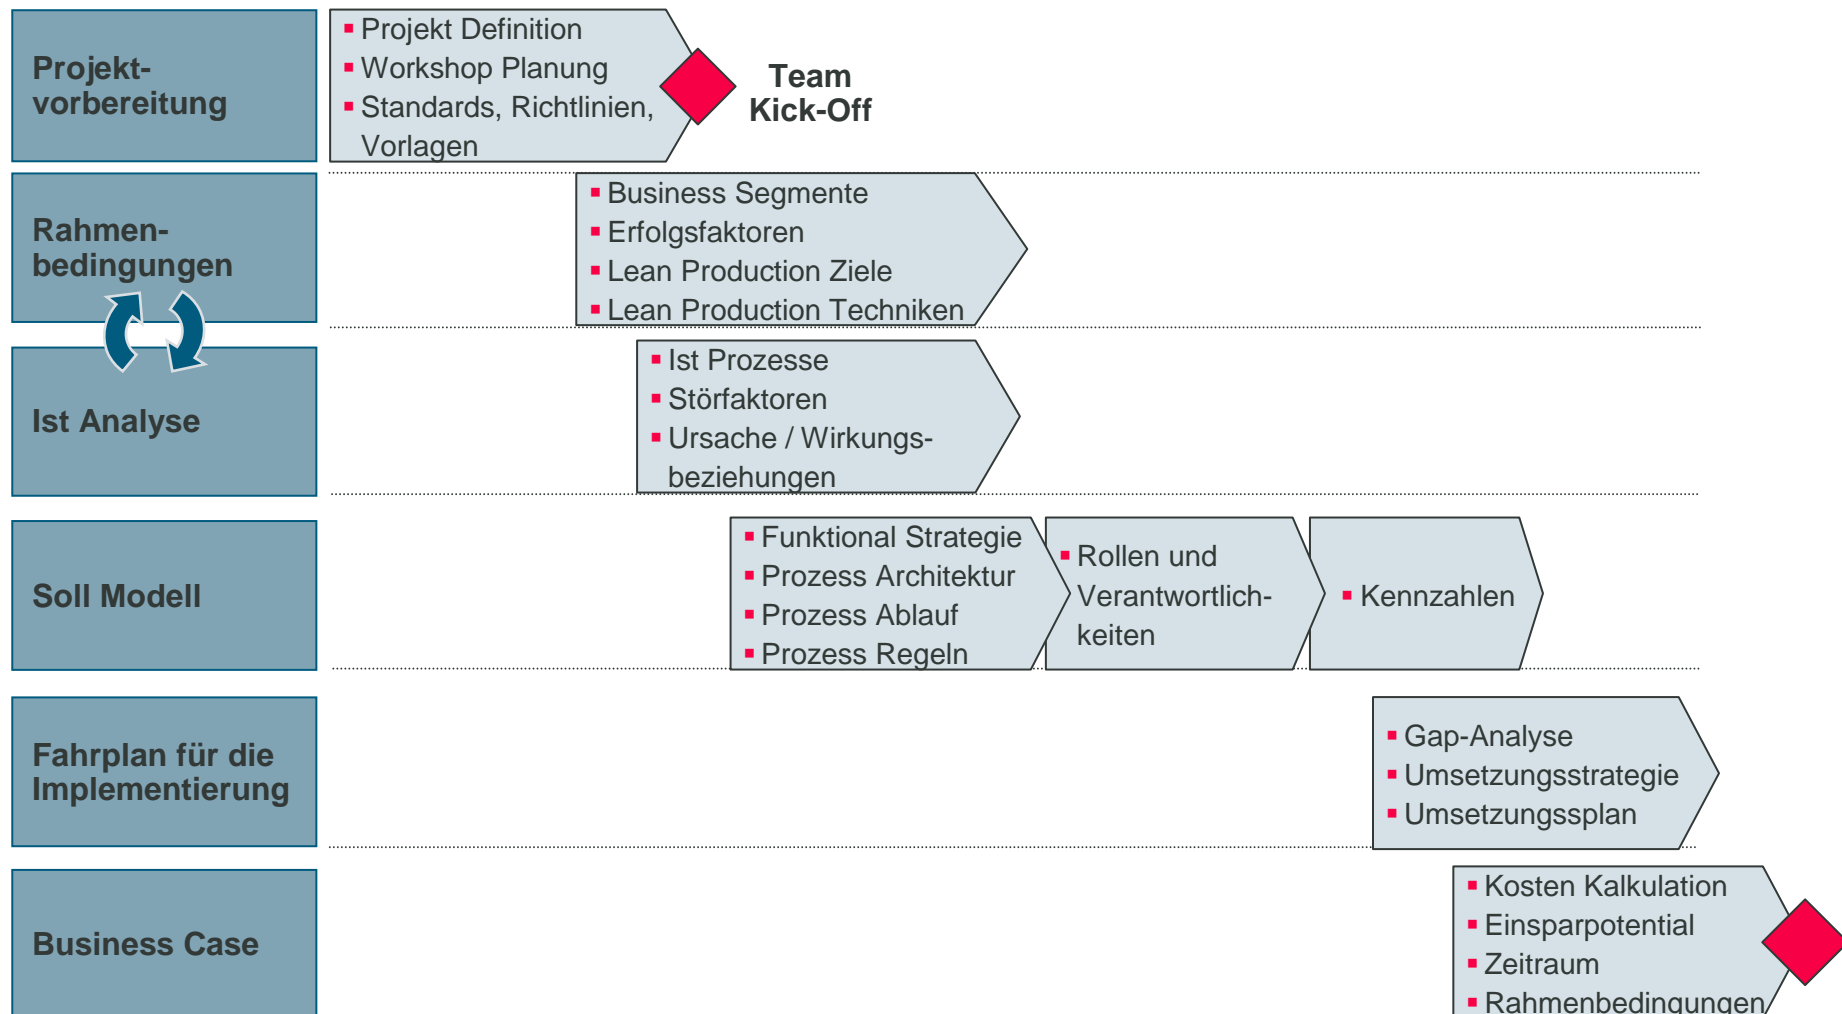 Projekt-
vorbereitung
Projekt Definition
Workshop Planung
Standards, Richtlinien,
Vorlagen
Team
Kick-Off
Rahmen-
bedingungen
Business Segmente
Erfolgsfaktoren
Lean Production Ziele
Lean Production Techniken
Ist Analyse
Ist Prozesse
Störfaktoren
Ursache / Wirkungs-
beziehungen
Soll Modell
Funktional Strategie
Prozess Architektur
Prozess Ablauf
Prozess Regeln
Rollen und
Verantwortlich-
keiten
Kennzahlen
Fahrplan für die
Implementierung
Gap-Analyse
Umsetzungsstrategie
Umsetzungssplan
Business Case
Kosten Kalkulation
Einsparpotential
Zeitraum
Rahmenbedingungen